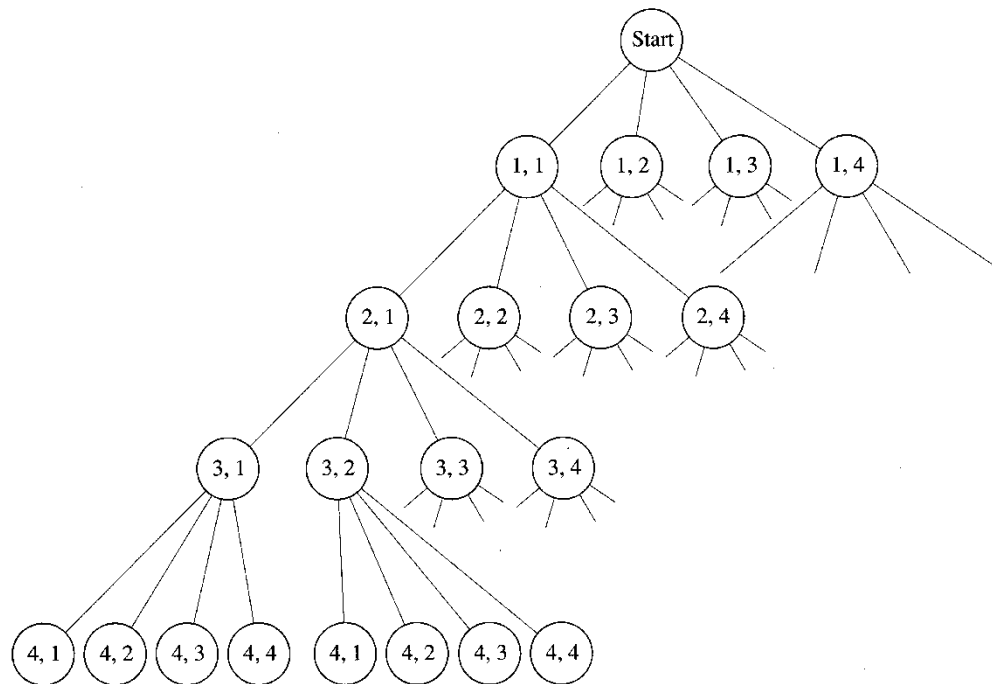 Start
1, 1 1, 2 1, 3 1, 4
2, 1 2, 2 2, 3 2, 4
3, 1 3, 2 3, 3 3, 4
4, 1 4, 2 4, 3 4, 4 4, 1 4, 2 4, 3 4, 4